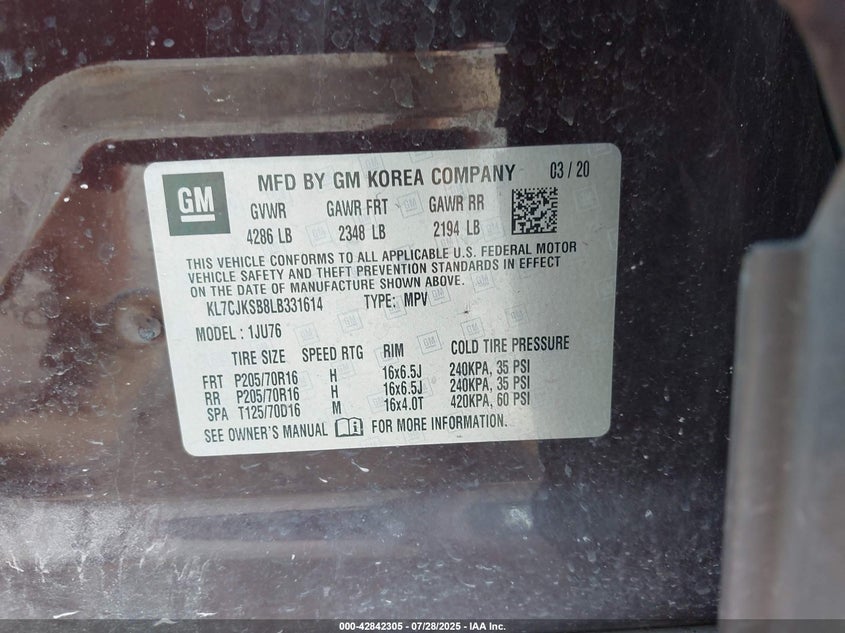 GM
MFD BY GM KOREA COMPANY 03 / 20
GVWR GAWR FRT GAWR RR
4286 LB 2348 LB 2194 LB
THIS VEHICLE CONFORMS TO ALL APPLICABLE U.S. FEDERAL MOTOR
VEHICLE SAFETY AND THEFT PREVENTION STANDARDS IN EFFECT
ON THE DATE OF MANUFACTURE SHOWN ABOVE.
KL7CJKSB8LB331614 TYPE: MPV
MODEL : 1JU76
TIRE SIZE SPEED RTG RIM COLD TIRE PRESSURE
FRT P205/70R16 H 16x6.5J 240KPA, 35 PSI
RR P205/70R16 H 16x6.5J 240KPA, 35 PSI
SPA T125/70D16 M 16x4.0T 420KPA, 60 PSI
SEE OWNER'S MANUAL FOR MORE INFORMATION.
000-42842305 - 07/28/2025 - IAA Inc.